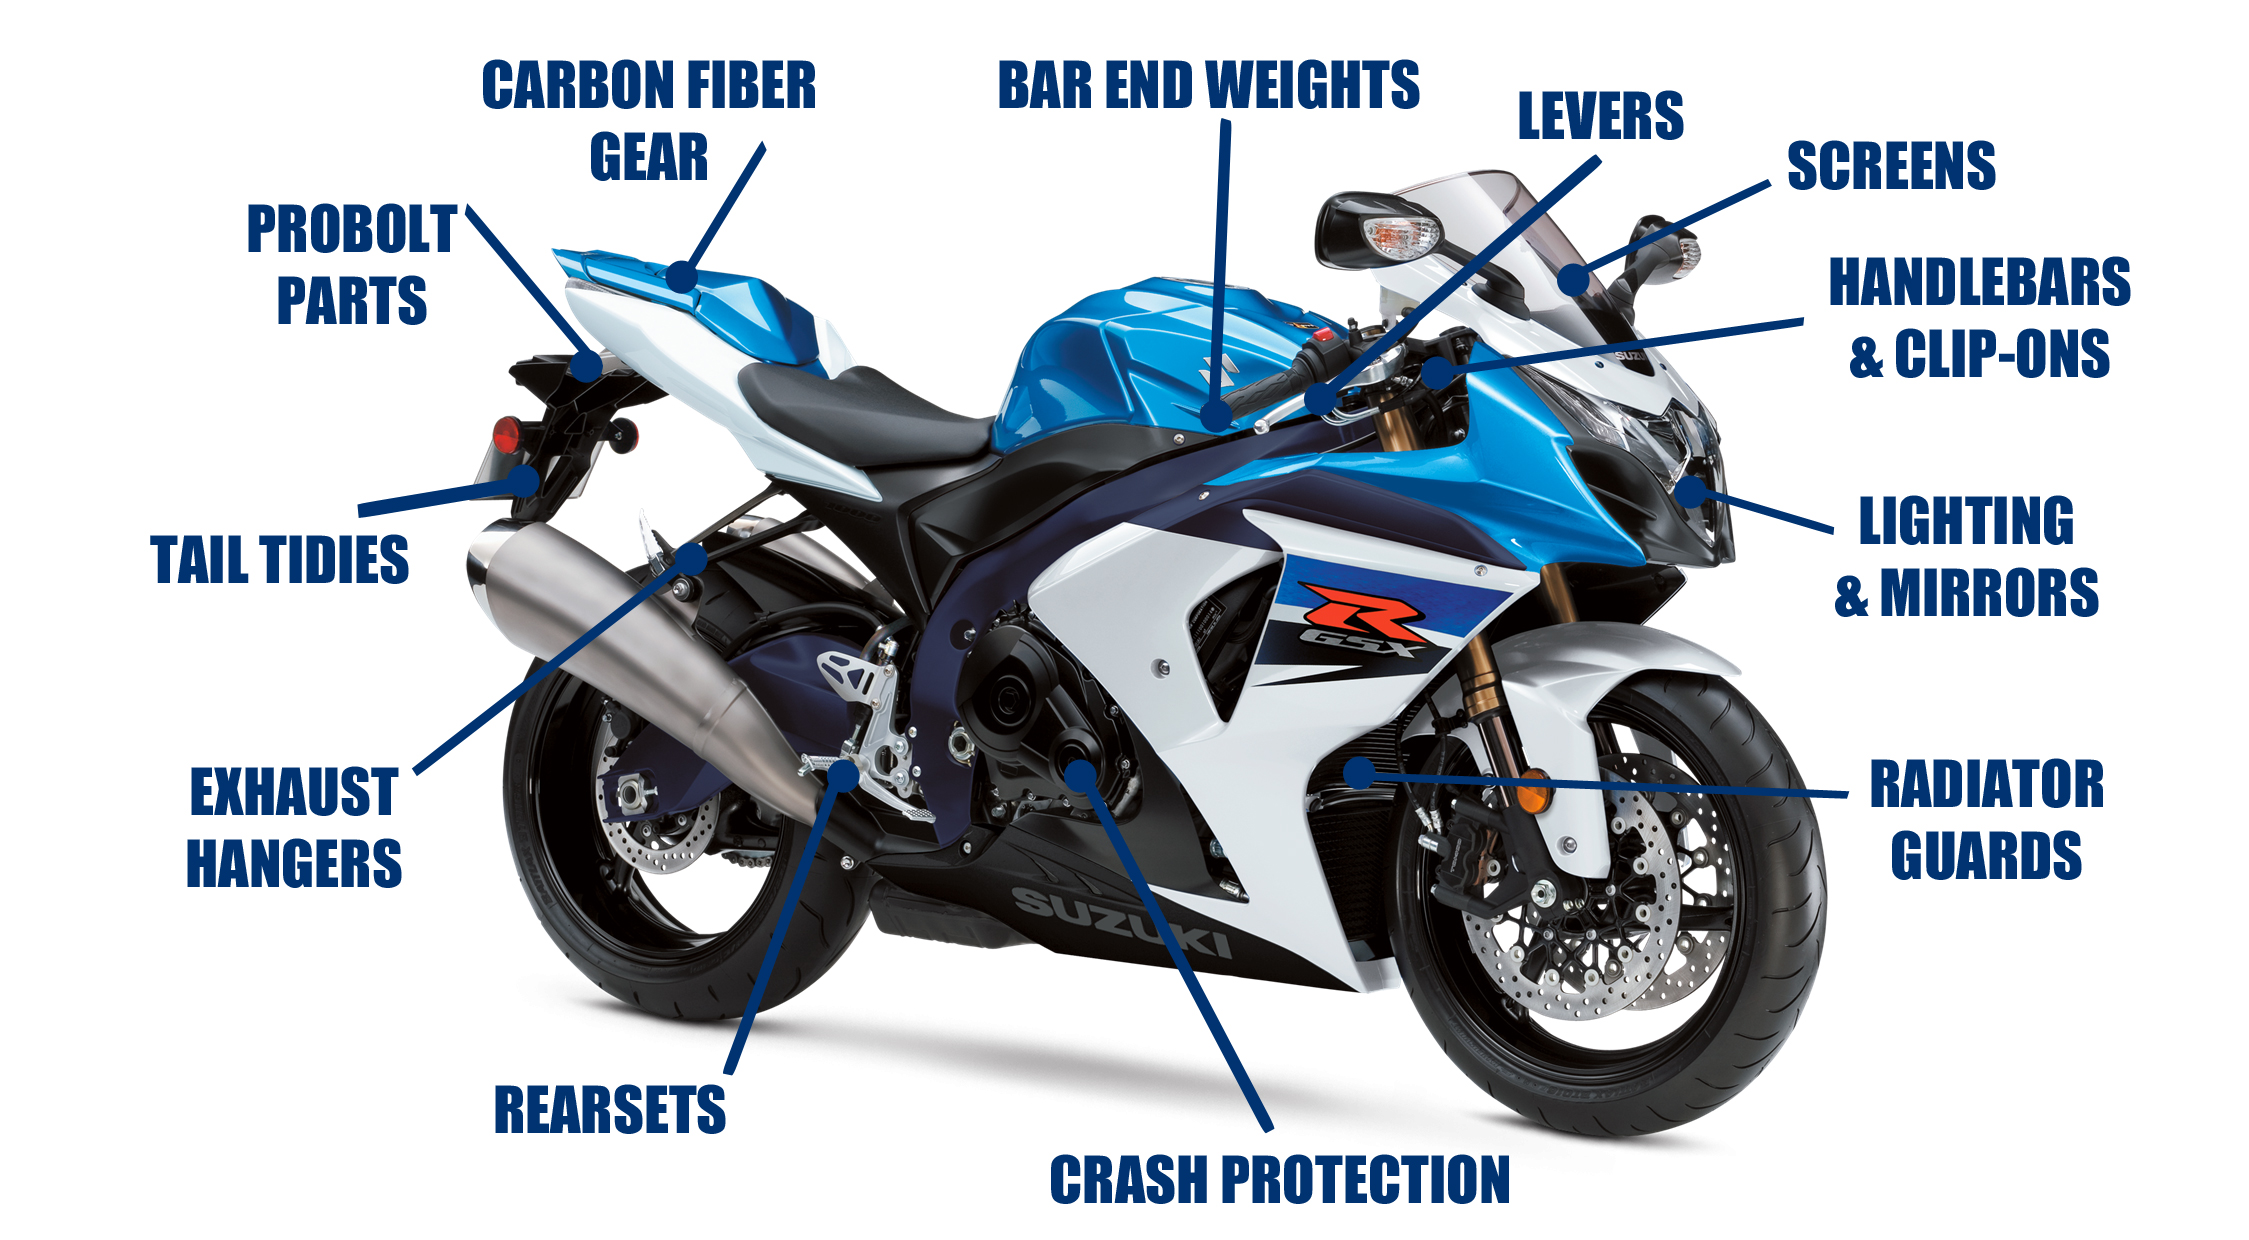 CARBON FIBER
GEAR
BAR END WEIGHTS
LEVERS
SCREENS
PROBOLT
PARTS
HANDLEBARS
& CLIP-ONS
TAIL TIDIES
LIGHTING
& MIRRORS
EXHAUST
HANGERS
RADIATOR
GUARDS
REARSETS
CRASH PROTECTION
SUZUKI
R
GSX